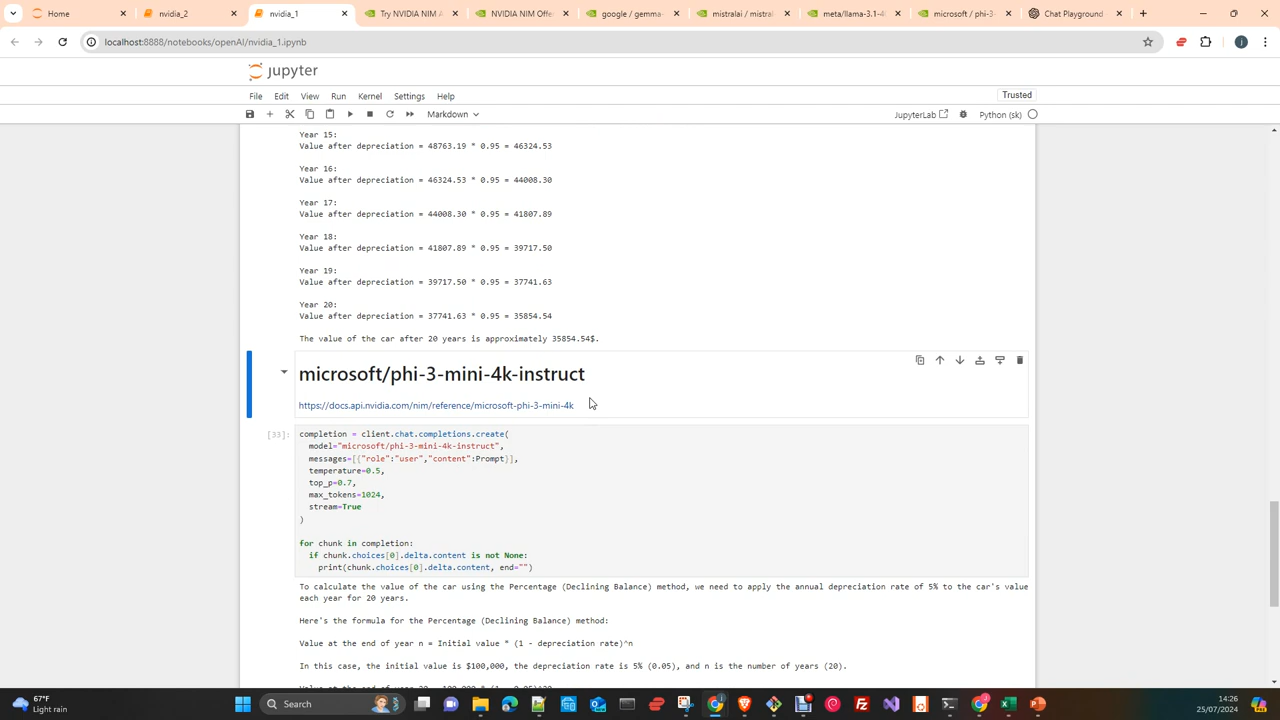 Home
nvidia_2
nvidia_1
Try NVIDIA NIM A
NVIDIA NIM Offe
google / gemma-
mistralai / mistral
meta/llama-3.1-4
microsoft / phi-3-
Chat Playground
localhost:8888/notebooks/openAI/nvidia_1.ipynb
jupyter
File Edit View Run Kernel Settings Help
Trusted
Markdown
JupyterLab
Python (sk)
Year 15:
Value after depreciation = 48763.19 * 0.95 = 46324.53
Year 16:
Value after depreciation = 46324.53 * 0.95 = 44008.30
Year 17:
Value after depreciation = 44008.30 * 0.95 = 41807.89
Year 18:
Value after depreciation = 41807.89 * 0.95 = 39717.50
Year 19:
Value after depreciation = 39717.50 * 0.95 = 37741.63
Year 20:
Value after depreciation = 37741.63 * 0.95 = 35854.54
The value of the car after 20 years is approximately 35854.54$.
microsoft/phi-3-mini-4k-instruct
https://docs.api.nvidia.com/nim/reference/microsoft-phi-3-mini-4k
[33]:
completion = client.chat.completions.create(
model="microsoft/phi-3-mini-4k-instruct",
messages=[{"role":"user","content":Prompt}],
temperature=0.5,
top_p=0.7,
max_tokens=1024,
stream=True
)
for chunk in completion:
if chunk.choices[0].delta.content is not None:
print(chunk.choices[0].delta.content, end="")
To calculate the value of the car using the Percentage (Declining Balance) method, we need to apply the annual depreciation rate of 5% to the car's value
each year for 20 years.
Here's the formula for the Percentage (Declining Balance) method:
Value at the end of year n = Initial value * (1 - depreciation rate)^n
In this case, the initial value is $100,000, the depreciation rate is 5% (0.05), and n is the number of years (20).
67°F
Light rain
Search
14:26
25/07/2024